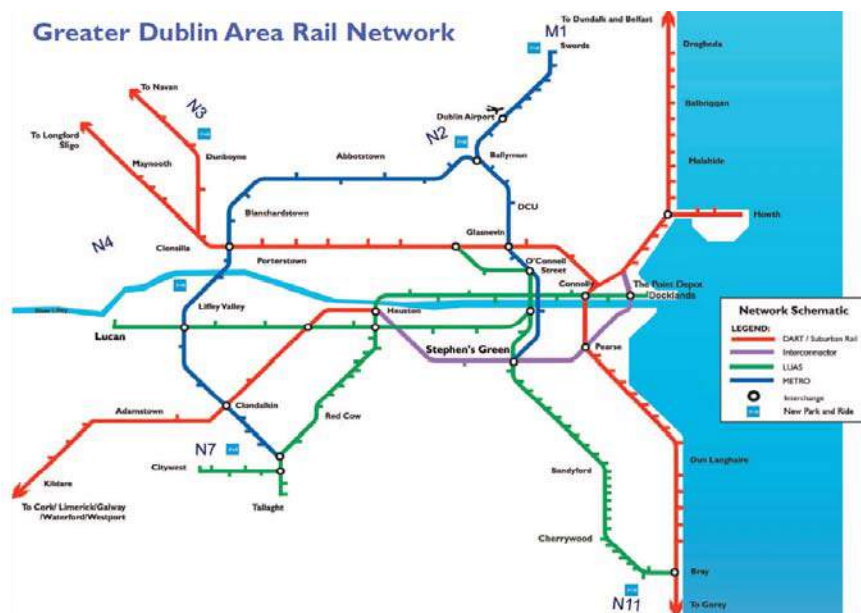 Greater Dublin Area Rail Network
M1
To Dundalk and Belfast
Swords
Drogheda
To Navan
N3
Dublin Airport
Balbriggan
To Longford
Sligo
N2
Maynooth
Dunboyne
Abbotstown
Ballymun
Malahide
DCU
Blanchardstown
Howth
N4
Clonsilla
Glasnevin
Porterstown
O'Connell
Street
Connolly
The Point Depot
Docklands
River Liffey
Liffey Valley
Heuston
Lucan
Stephen's Green
Pearse
Network Schematic
LEGEND:
DART / Suburban Rail
Interconnector
LUAS
METRO
Interchange
New Park and Ride
Clondalkin
Adamstown
Red Cow
N7
Citywest
Dun Laoghaire
Sandyford
Kildare
Tallaght
To Cork/ Limerick/Galway
/Waterford/Westport
Cherrywood
Bray
N11
To Gorey